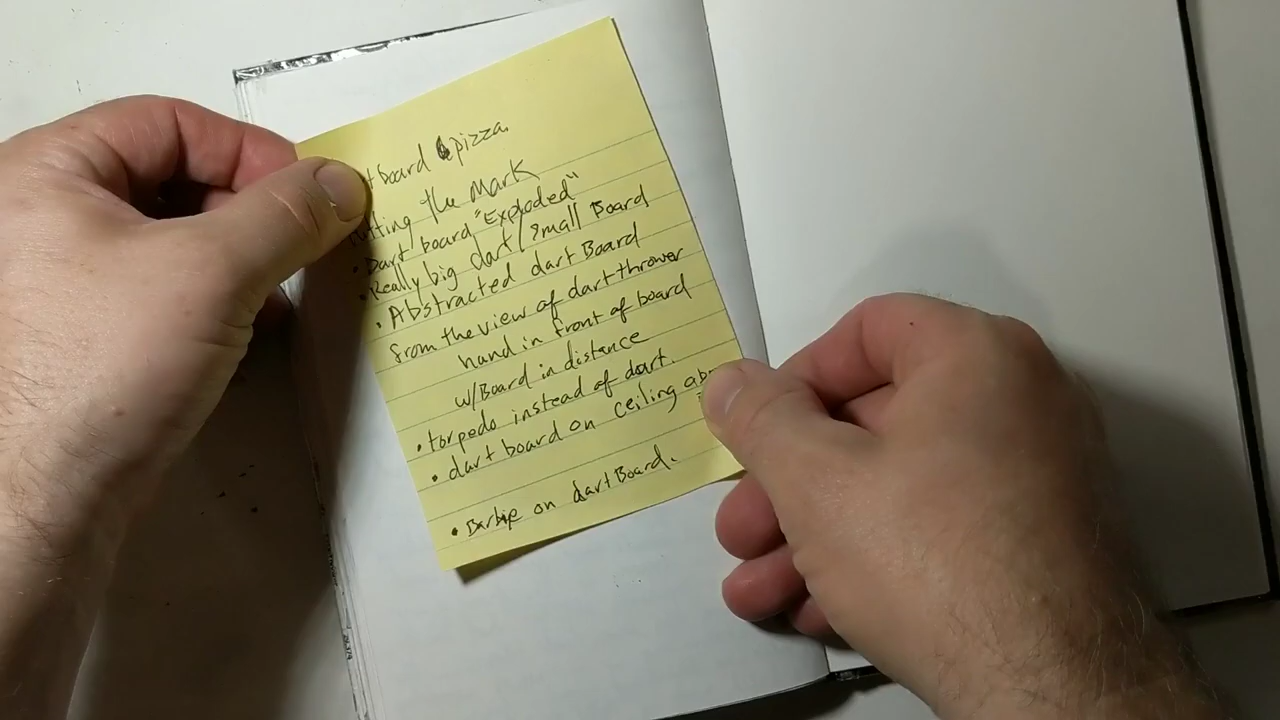 board pizza.
the Mark
• Dart board "Exploded"
• Really big dart / small Board
• Abstracted dart Board
from the view of dart thrower
hand in front of board
w/Board in distance
• torpedo instead of dart.
• dart board on ceiling
• Barbie on dart Board.